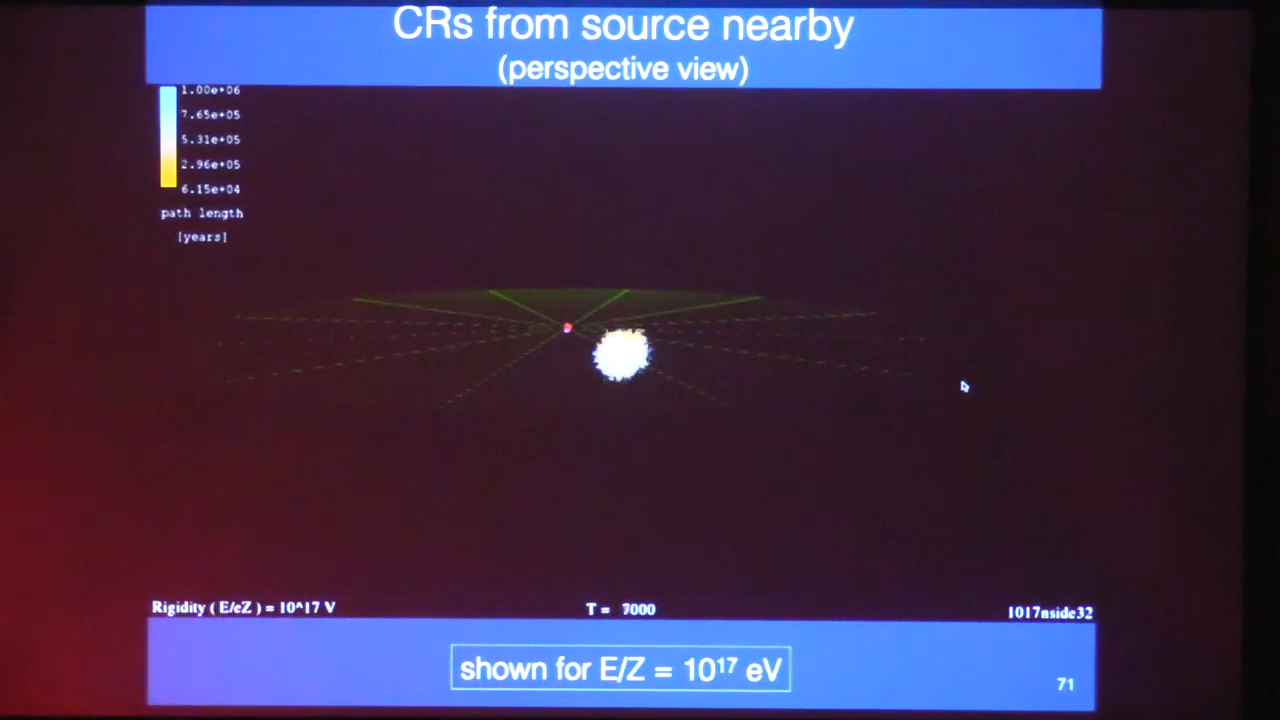 CRs from source nearby
(perspective view)
1.00e+06
7.65e+05
5.31e+05
2.96e+05
6.15e+04
path length
[years]
Rigidity ( E/eZ ) = 10^17 V
T = 7000
1017nside32
shown for E/Z = 10¹⁷ eV
71